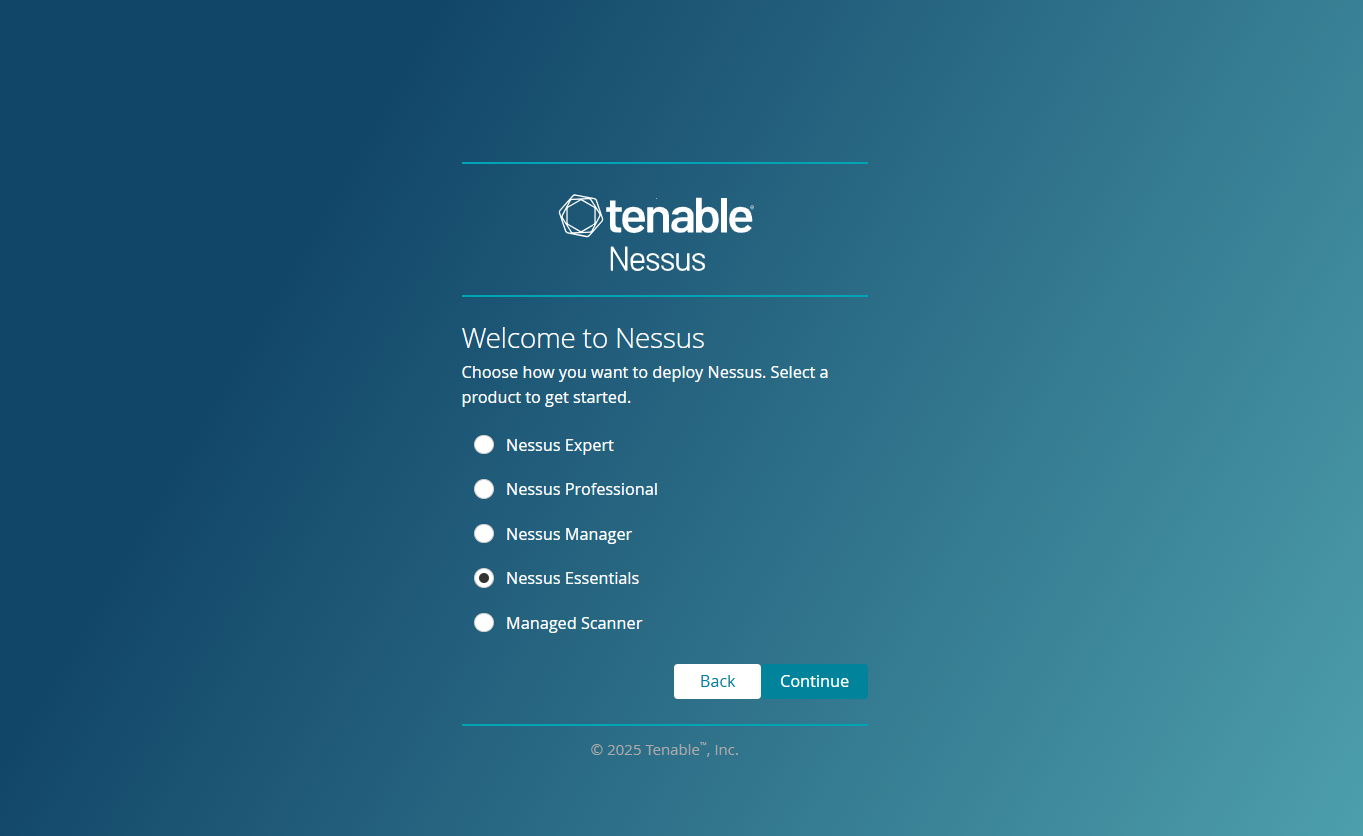 tenable
Nessus
Welcome to Nessus
Choose how you want to deploy Nessus. Select a
product to get started.
Nessus Expert
Nessus Professional
Nessus Manager
Nessus Essentials
Managed Scanner
Back Continue
© 2025 Tenable™, Inc.